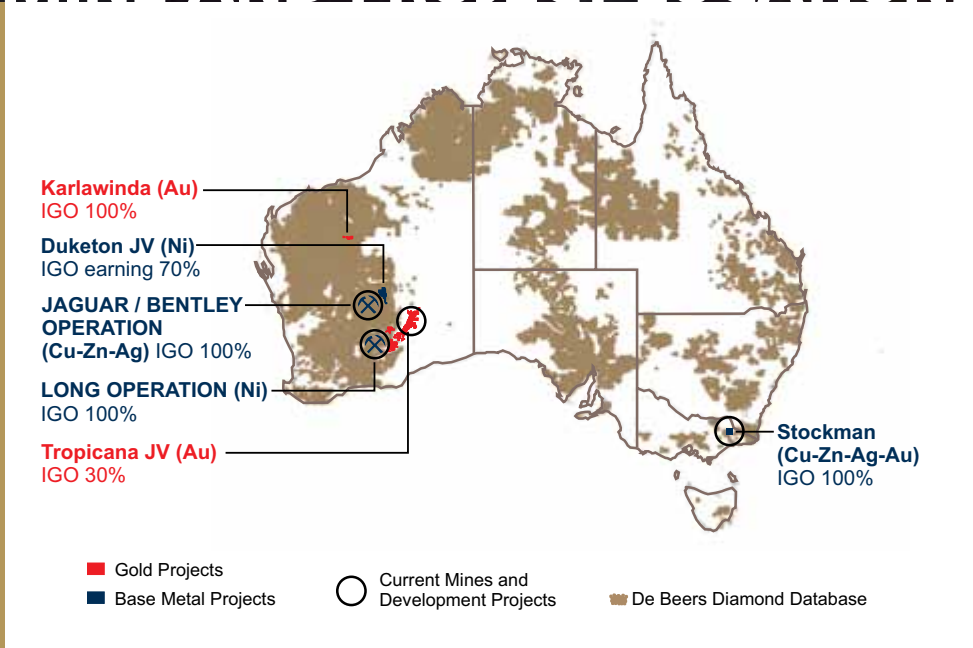 Karlawinda (Au)
IGO 100%
Duketon JV (Ni)
IGO earning 70%
JAGUAR / BENTLEY
OPERATION
(Cu-Zn-Ag) IGO 100%
LONG OPERATION (Ni)
IGO 100%
Tropicana JV (Au)
IGO 30%
Stockman
(Cu-Zn-Ag-Au)
IGO 100%
Gold Projects
Base Metal Projects
Current Mines and
Development Projects
De Beers Diamond Database